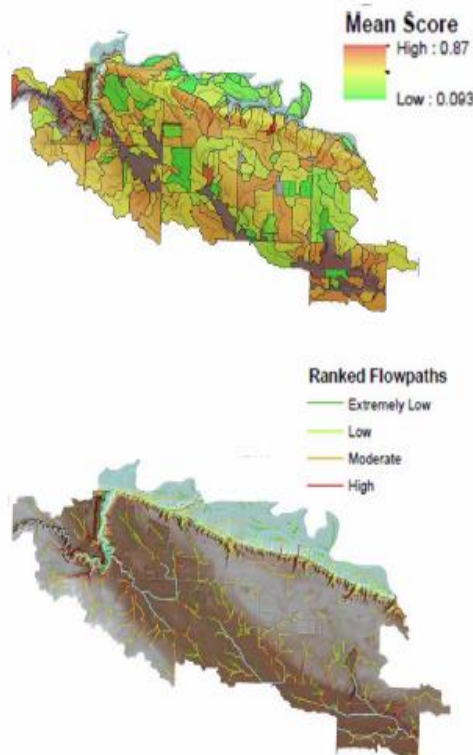 Mean Score
High : 0.87
Low : 0.093
Ranked Flowpaths
Extremely Low
Low
Moderate
High